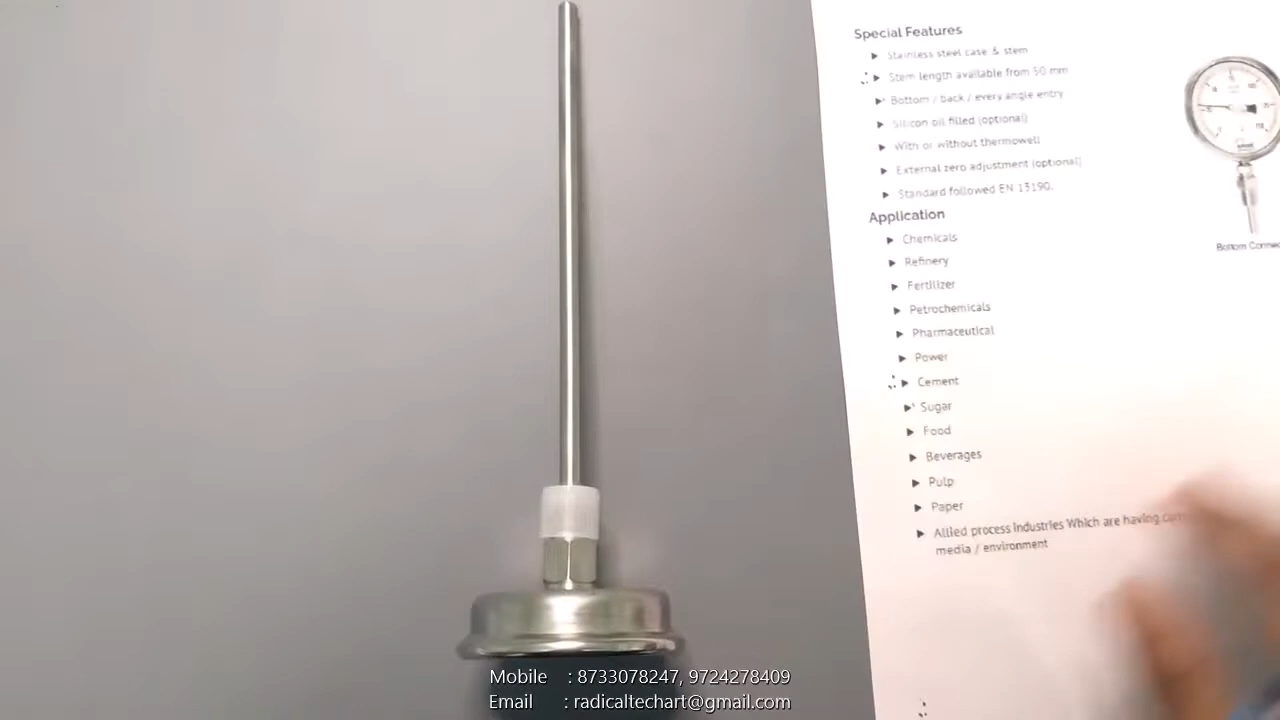 Special Features
Stainless steel case & stem
Stem length available from 50 mm
Bottom / back / every angle entry
Silicon oil filled (optional)
With or without thermowell
External zero adjustment (optional)
Standard followed EN 13190.
Application
Chemicals
Refinery
Fertilizer
Petrochemicals
Pharmaceutical
Power
Cement
Sugar
Food
Beverages
Pulp
Paper
Allied process industries Which are having
media / environment
Bottom
Mobile : 8733078247, 9724278409
Email : radicaltechart@gmail.com